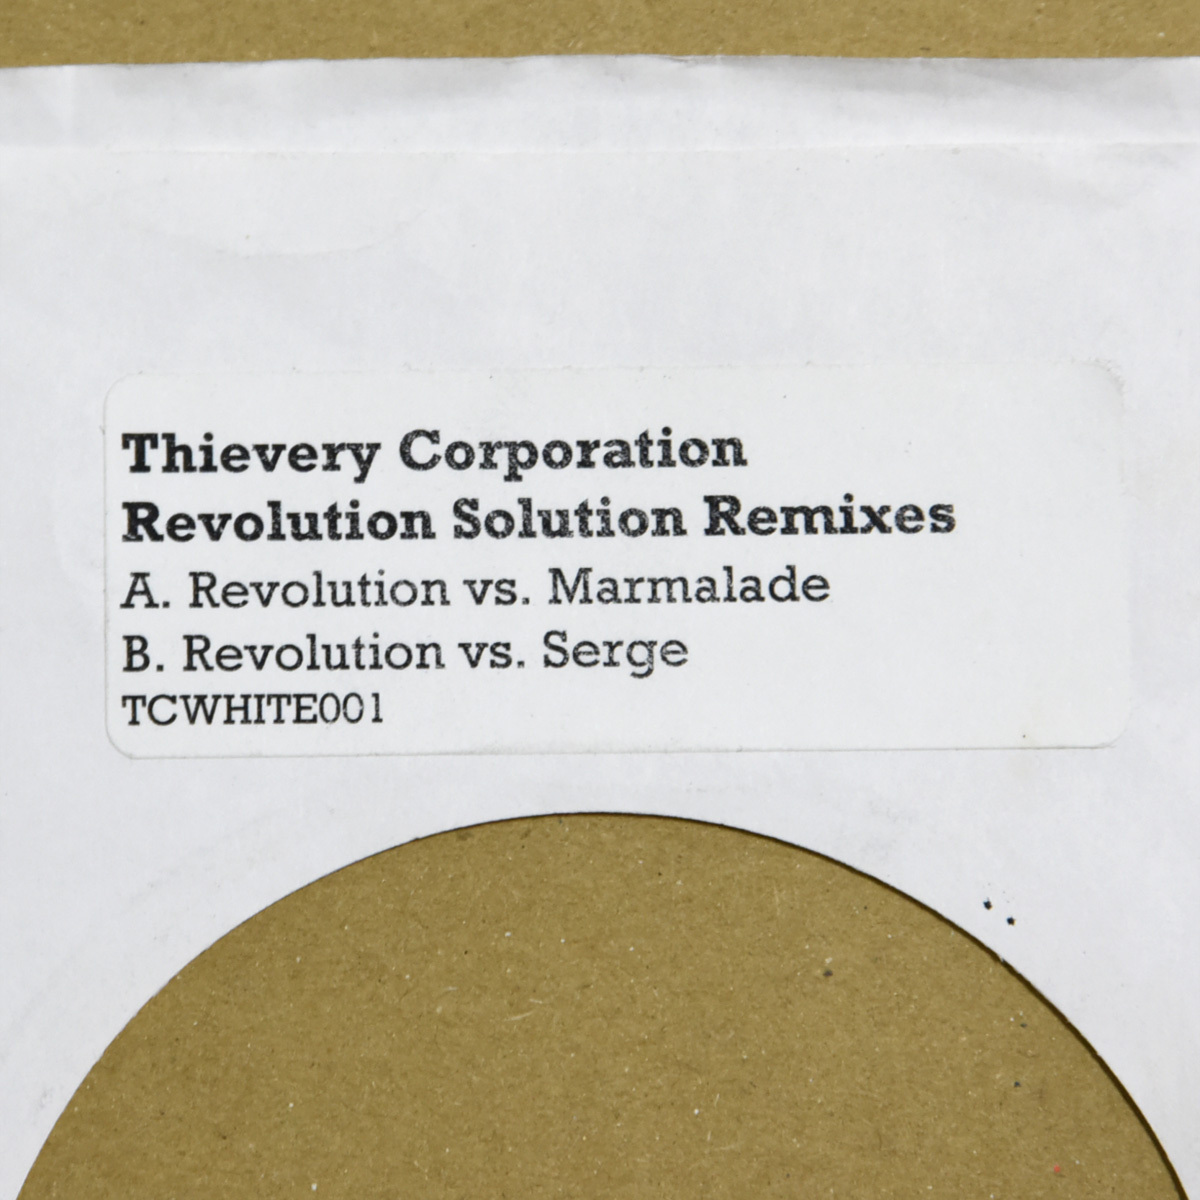 Thievery Corporation
Revolution Solution Remixes
A. Revolution vs. Marmalade
B. Revolution vs. Serge
TCWHITE001